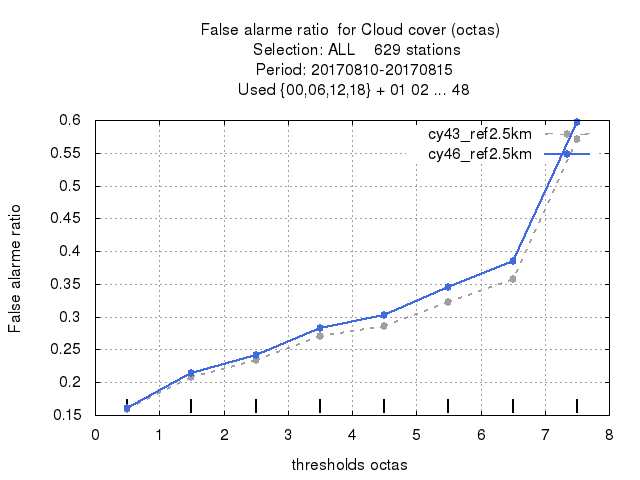 False alarme ratio  for Cloud cover (octas)
Selection: ALL    629 stations
Period: 20170810-20170815
Used {00,06,12,18} + 01 02 ... 48
cy43_ref2.5km
cy46_ref2.5km
0.6
0.55
0.5
0.45
0.4
0.35
0.3
0.25
0.2
0.15
False alarme ratio
0 1 2 3 4 5 6 7 8
thresholds octas